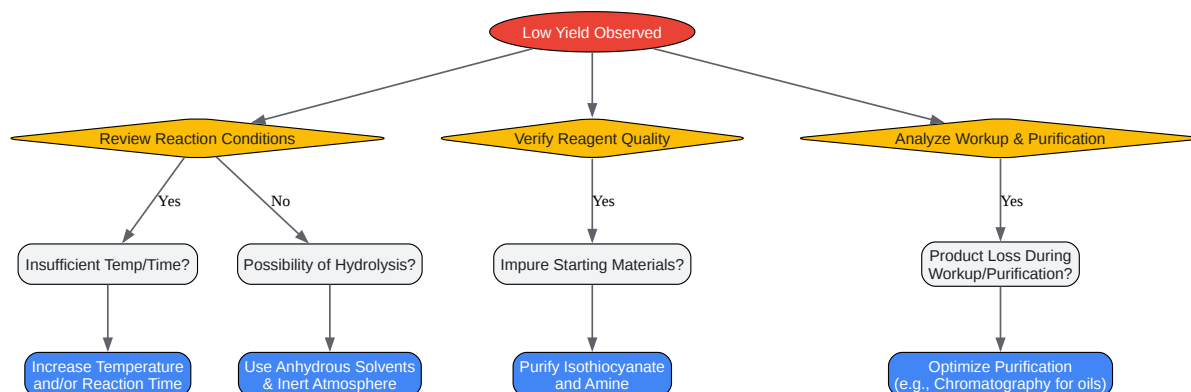 Low Yield Observed
Review Reaction Conditions
Verify Reagent Quality
Analyze Workup & Purification
Yes
No
Yes
Yes
Insufficient Temp/Time?
Possibility of Hydrolysis?
Impure Starting Materials?
Product Loss During
Workup/Purification?
Increase Temperature
and/or Reaction Time
Use Anhydrous Solvents
& Inert Atmosphere
Purify Isothiocyanate
and Amine
Optimize Purification
(e.g., Chromatography for oils)